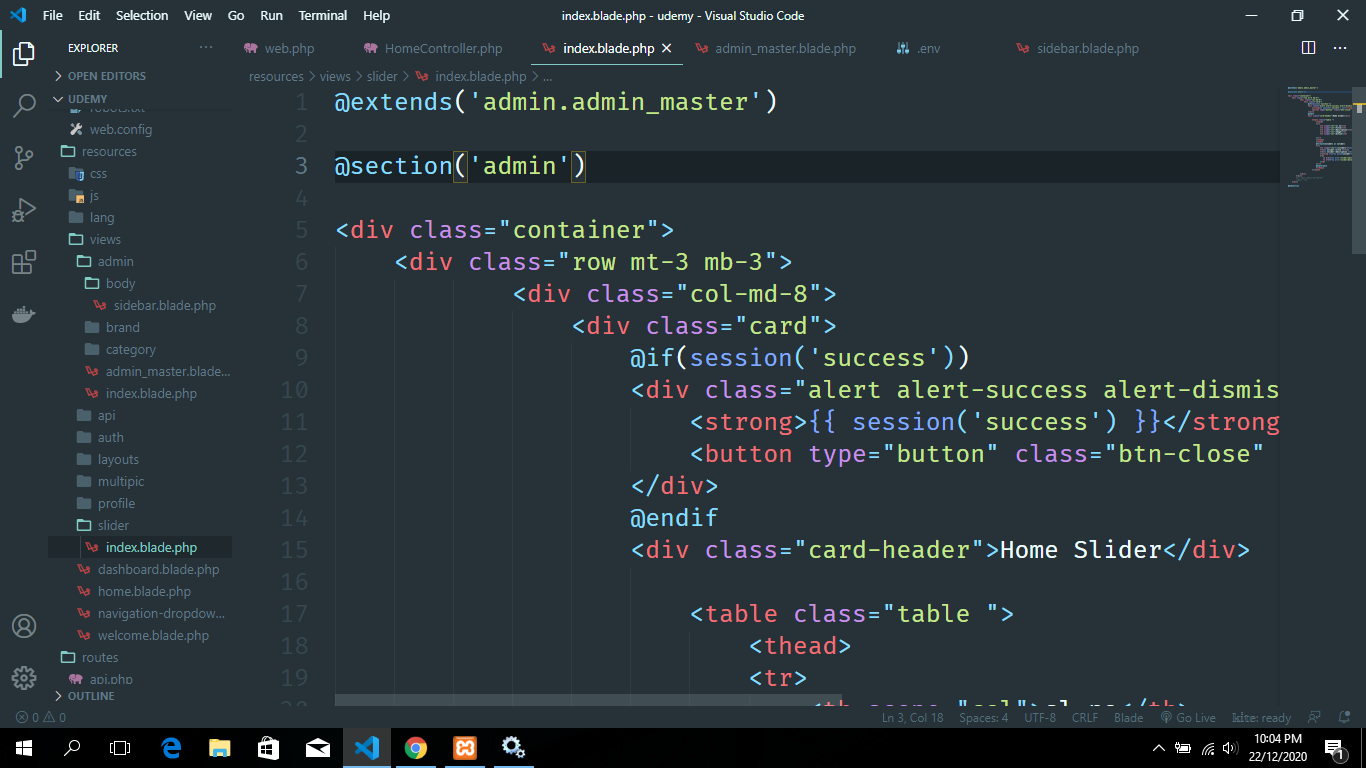 File Edit Selection View Go Run Terminal Help
index.blade.php - udemy - Visual Studio Code
EXPLORER
OPEN EDITORS
UDEMY
robots.txt
web.config
resources
css
js
lang
views
admin
body
sidebar.blade.php
brand
category
admin_master.blade...
index.blade.php
api
auth
layouts
multipic
profile
slider
index.blade.php
dashboard.blade.php
home.blade.php
navigation-dropdow...
welcome.blade.php
routes
api.php
OUTLINE
web.php HomeController.php index.blade.php admin_master.blade.php .env sidebar.blade.php
resources > views > slider > index.blade.php > ...
1 @extends('admin.admin_master')
2
3 @section('admin')
4
5 <div class="container">
6 <div class="row mt-3 mb-3">
7 <div class="col-md-8">
8 <div class="card">
9 @if(session('success'))
10 <div class="alert alert-success alert-dismis
11 <strong>{{ session('success') }}</strong
12 <button type="button" class="btn-close"
13 </div>
14 @endif
15 <div class="card-header">Home Slider</div>
16
17 <table class="table ">
18 <thead>
19 <tr>
0 0 Ln 3, Col 18 Spaces: 4 UTF-8 CRLF Blade Go Live kite: ready
10:04 PM
22/12/2020
1